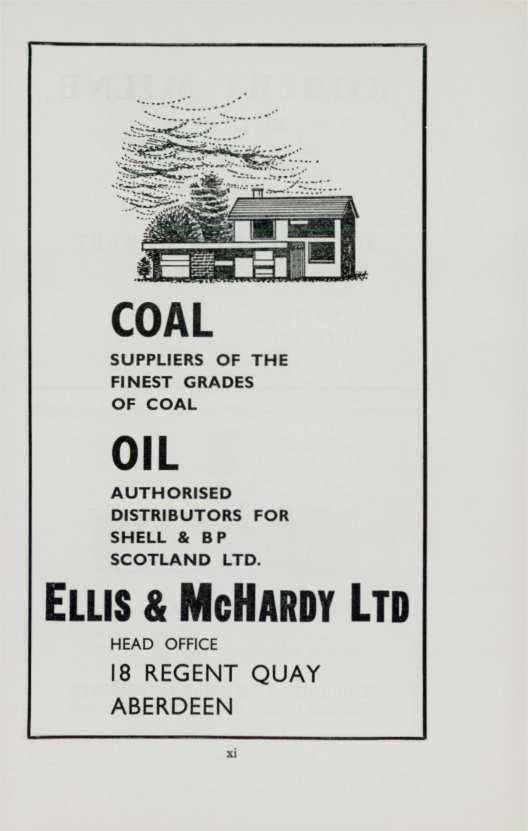 COAL
SUPPLIERS OF THE
FINEST GRADES
OF COAL
OIL
AUTHORISED
DISTRIBUTORS FOR
SHELL & BP
SCOTLAND LTD.
ELLIS & McHARDY LTD
HEAD OFFICE
18 REGENT QUAY
ABERDEEN
xi